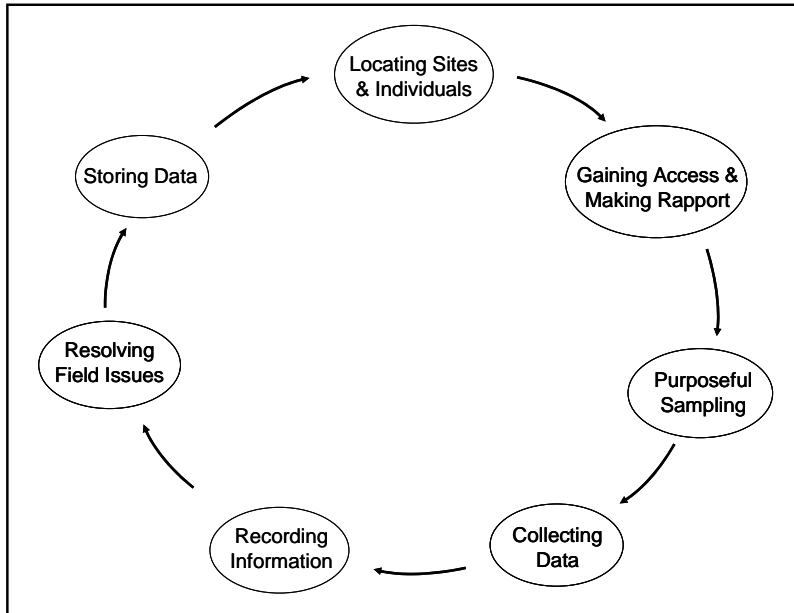 Locating Sites
& Individuals
Gaining Access &
Making Rapport
Purposeful
Sampling
Collecting
Data
Recording
Information
Resolving
Field Issues
Storing Data